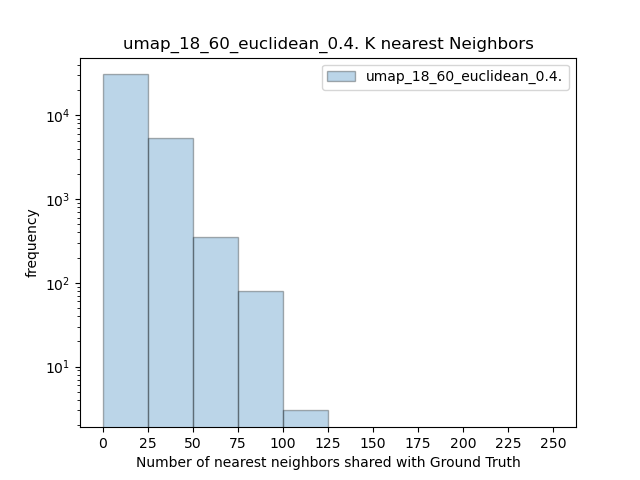 umap_18_60_euclidean_0.4. K nearest Neighbors
umap_18_60_euclidean_0.4.
10^4
10^3
10^2
10^1
frequency
0 25 50 75 100 125 150 175 200 225 250
Number of nearest neighbors shared with Ground Truth